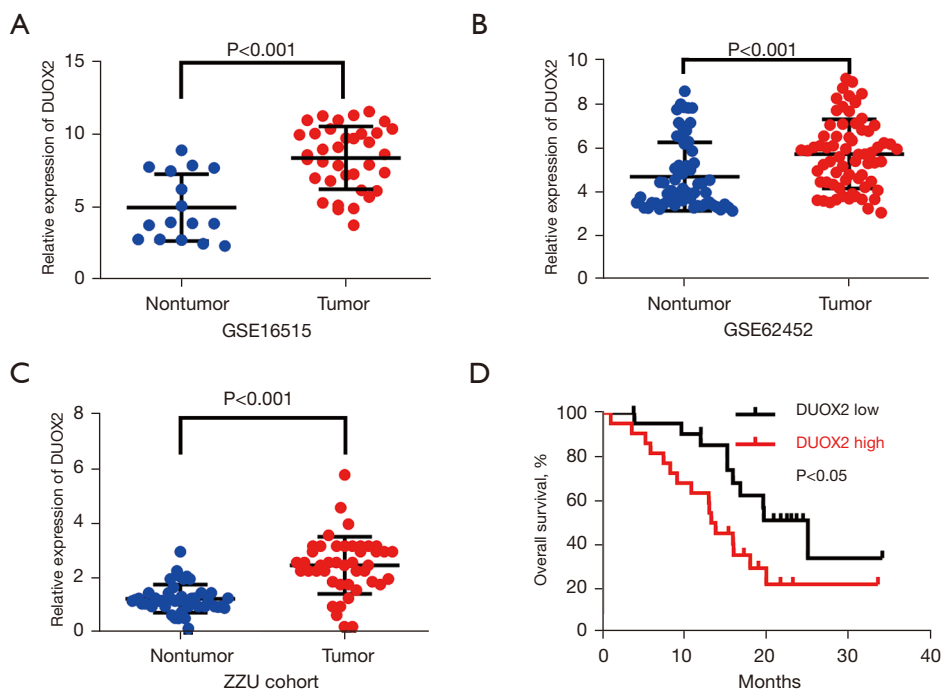 A
P<0.001
Relative expression of DUOX2
15
10
5
0
Nontumor
Tumor
GSE16515
B
P<0.001
Relative expression of DUOX2
10
8
6
4
2
0
Nontumor
Tumor
GSE62452
C
P<0.001
Relative expression of DUOX2
8
6
4
2
0
Nontumor
Tumor
ZZU cohort
D
Overall survival, %
100
80
60
40
20
DUOX2 low
DUOX2 high
P<0.05
0
10
20
30
40
Months